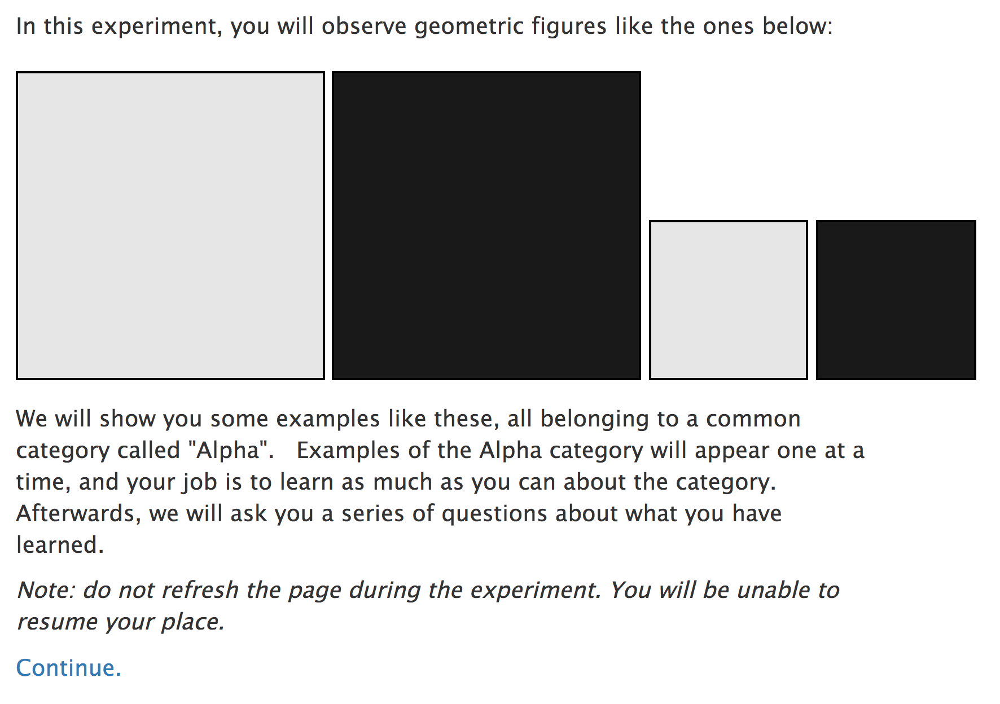 In this experiment, you will observe geometric figures like the ones below:
We will show you some examples like these, all belonging to a common
category called "Alpha".   Examples of the Alpha category will appear one at a
time, and your job is to learn as much as you can about the category.
Afterwards, we will ask you a series of questions about what you have
learned.
Note: do not refresh the page during the experiment. You will be unable to
resume your place.
Continue.